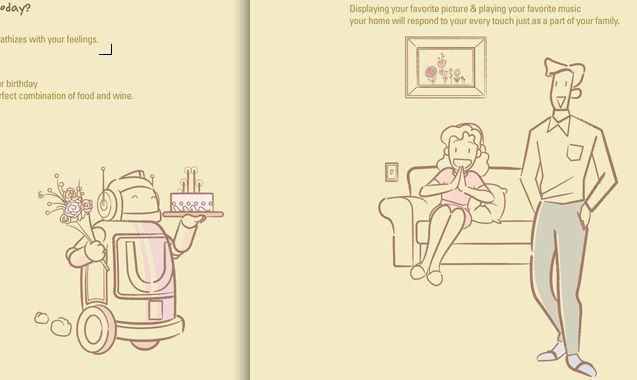 oday?
athizes with your feelings.
r birthday
rfect combination of food and wine.
Displaying your favorite picture & playing your favorite music
your home will respond to your every touch just as a part of your family.